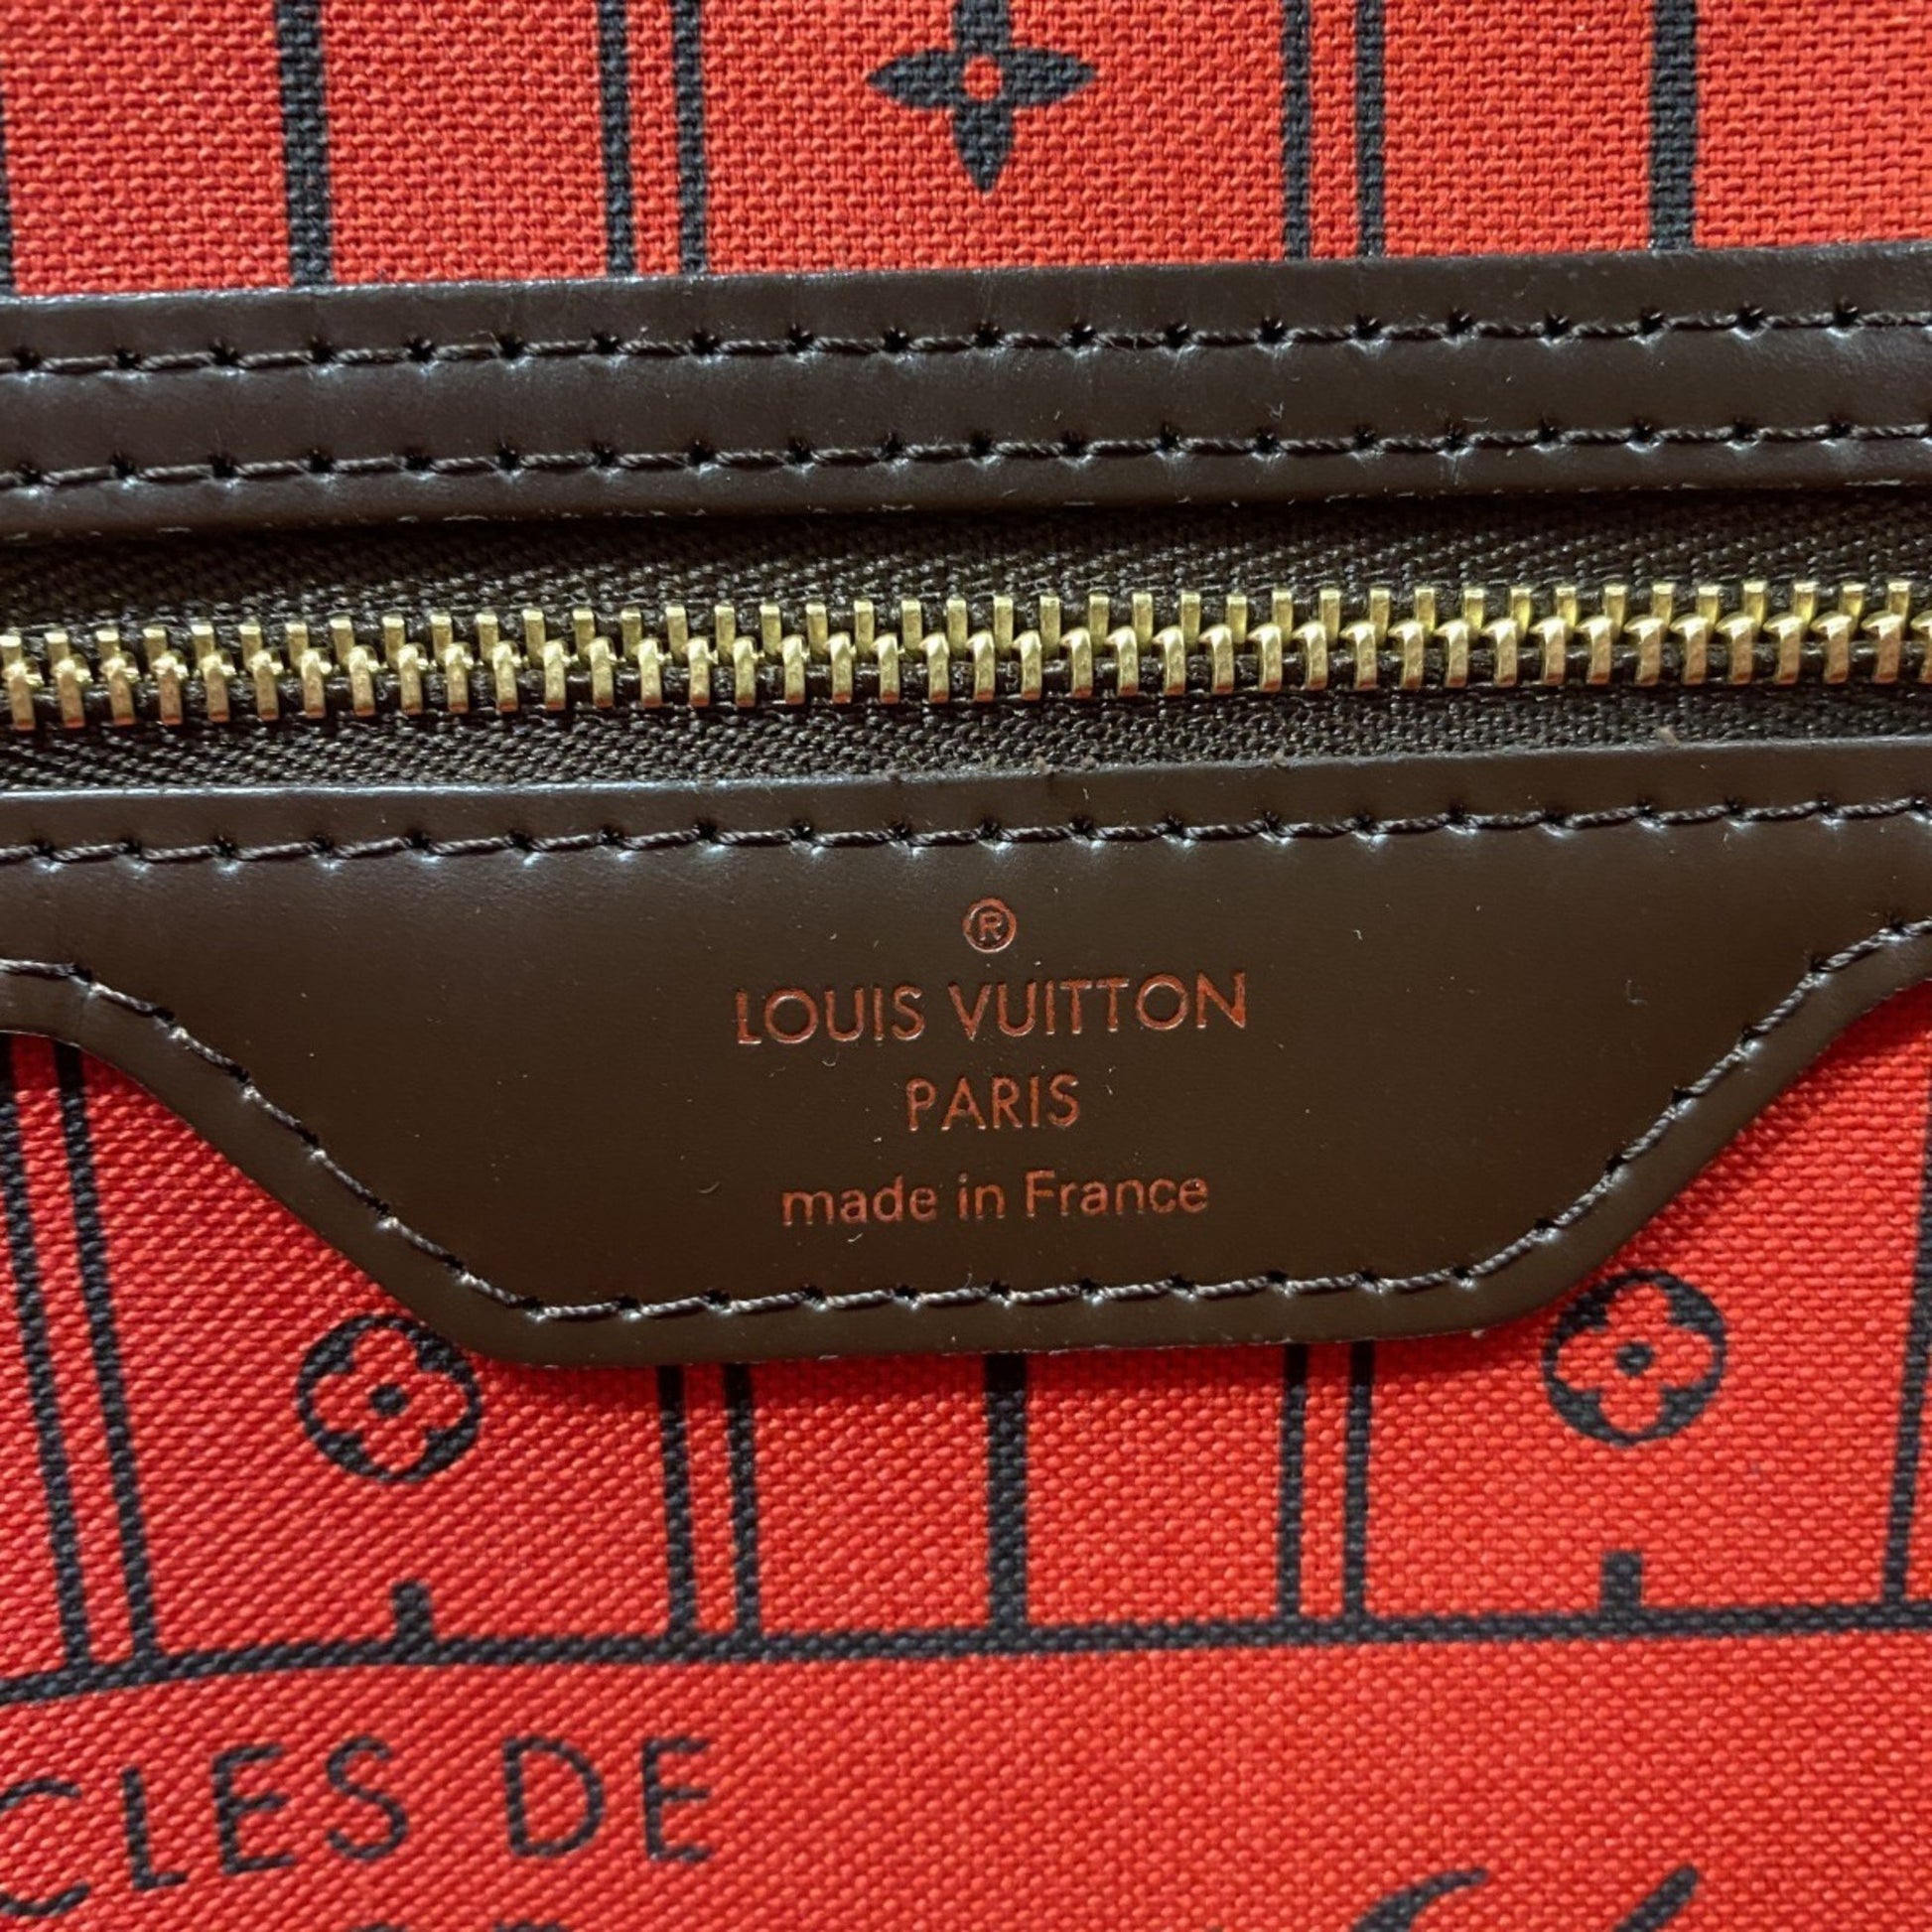 ®
LOUIS VUITTON
PARIS
made in France
CLES DE